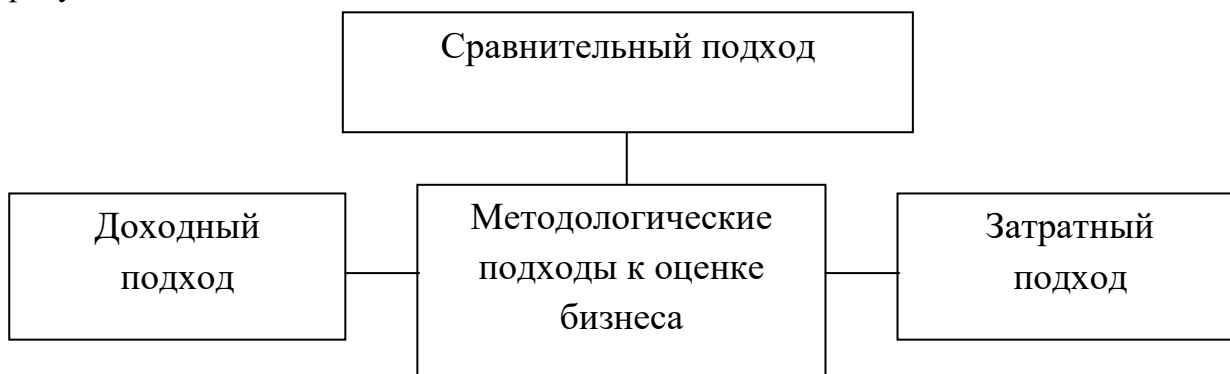 Сравнительный подход
Доходный
подход
Методологические
подходы к оценке
бизнеса
Затратный
подход